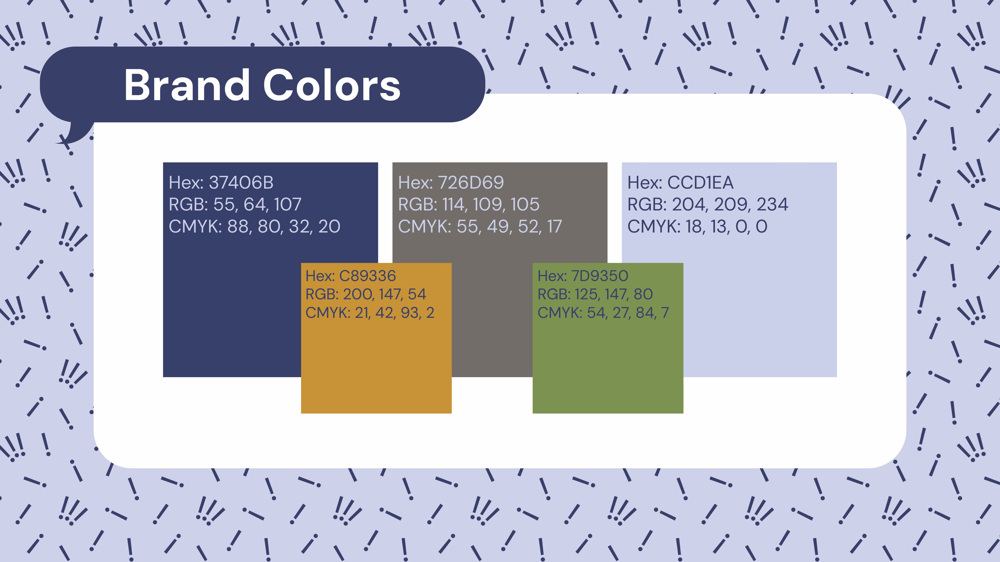 Brand Colors
Hex: 37406B
RGB: 55, 64, 107
CMYK: 88, 80, 32, 20
Hex: 726D69
RGB: 114, 109, 105
CMYK: 55, 49, 52, 17
Hex: CCD1EA
RGB: 204, 209, 234
CMYK: 18, 13, 0, 0
Hex: C89336
RGB: 200, 147, 54
CMYK: 21, 42, 93, 2
Hex: 7D9350
RGB: 125, 147, 80
CMYK: 54, 27, 84, 7